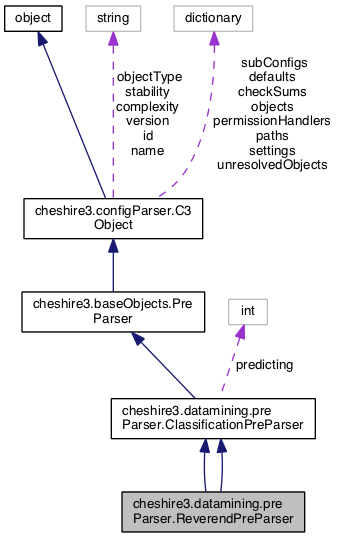 object
string
dictionary
objectType
stability
complexity
version
id
name
subConfigs
defaults
checkSums
objects
permissionHandlers
paths
settings
unresolvedObjects
cheshire3.configParser.C3
Object
cheshire3.baseObjects.Pre
Parser
int
predicting
cheshire3.datamining.pre
Parser.ClassificationPreParser
cheshire3.datamining.pre
Parser.ReverendPreParser